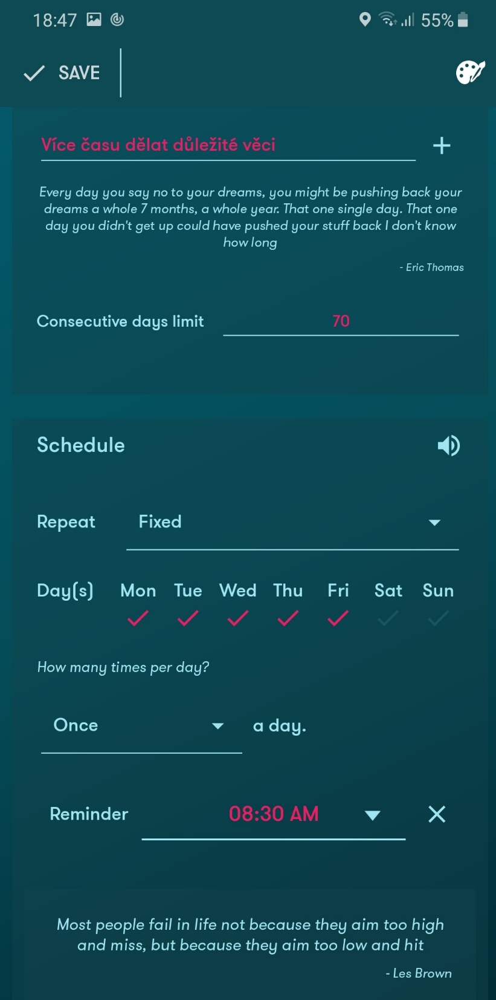 18:47
55%
SAVE
Více času dělat důležité věci
Every day you say no to your dreams, you might be pushing back your
dreams a whole 7 months, a whole year. That one single day. That one
day you didn't get up could have pushed your stuff back I don't know
how long
- Eric Thomas
Consecutive days limit 70
Schedule
Repeat Fixed
Day(s) Mon Tue Wed Thu Fri Sat Sun
How many times per day?
Once a day.
Reminder 08:30 AM
Most people fail in life not because they aim too high
and miss, but because they aim too low and hit
- Les Brown